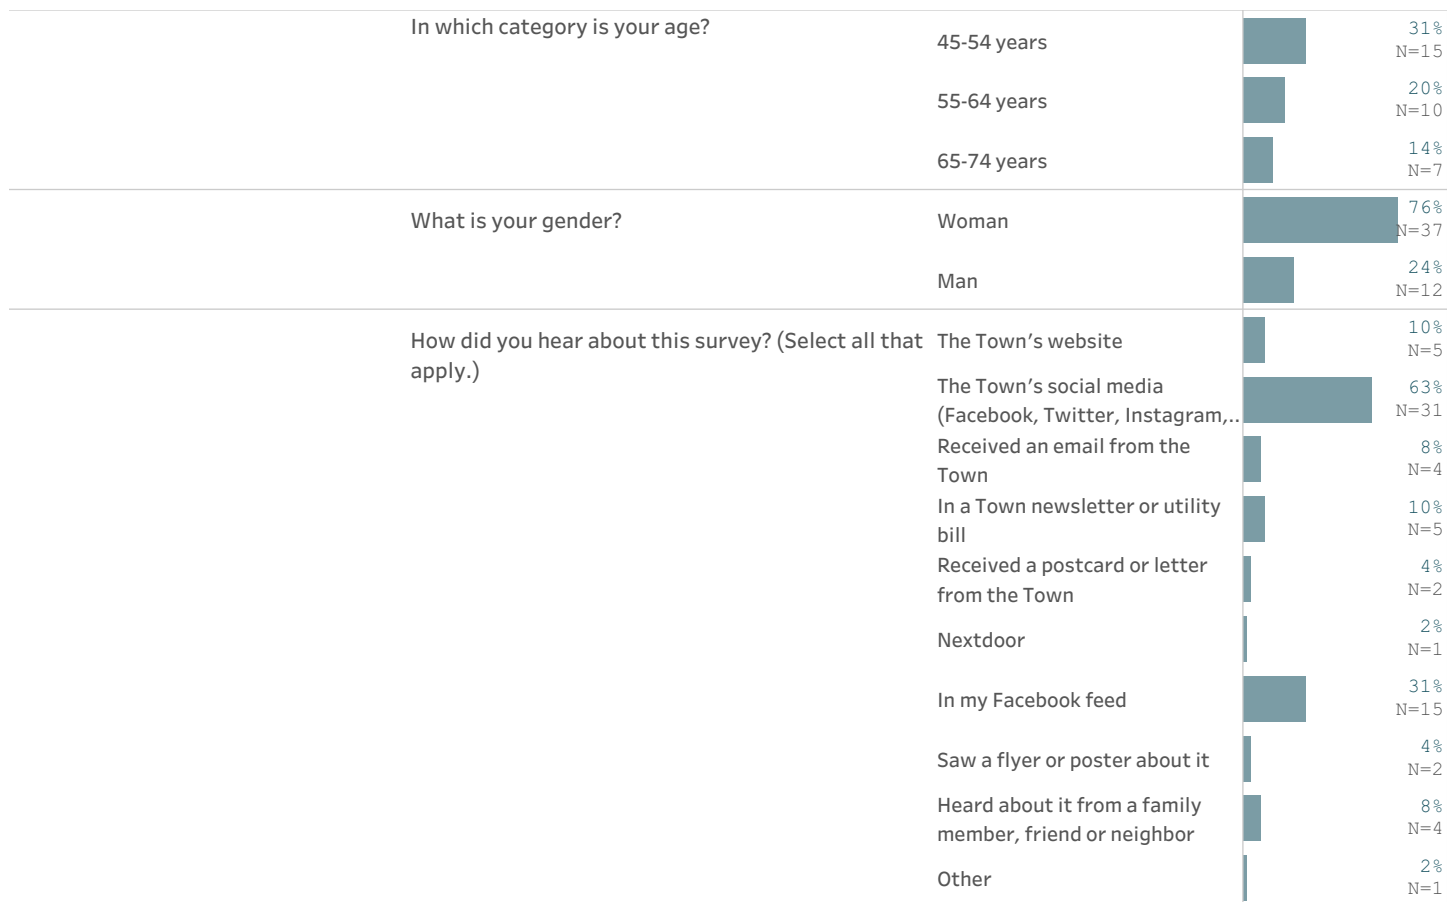 In which category is your age?
45-54 years
31%
N=15
55-64 years
20%
N=10
65-74 years
14%
N=7
What is your gender?
Woman
76%
N=37
Man
24%
N=12
How did you hear about this survey? (Select all that
apply.)
The Town’s website
10%
N=5
The Town’s social media
(Facebook, Twitter, Instagram,..
63%
N=31
Received an email from the
Town
8%
N=4
In a Town newsletter or utility
bill
10%
N=5
Received a postcard or letter
from the Town
4%
N=2
Nextdoor
2%
N=1
In my Facebook feed
31%
N=15
Saw a flyer or poster about it
4%
N=2
Heard about it from a family
member, friend or neighbor
8%
N=4
Other
2%
N=1